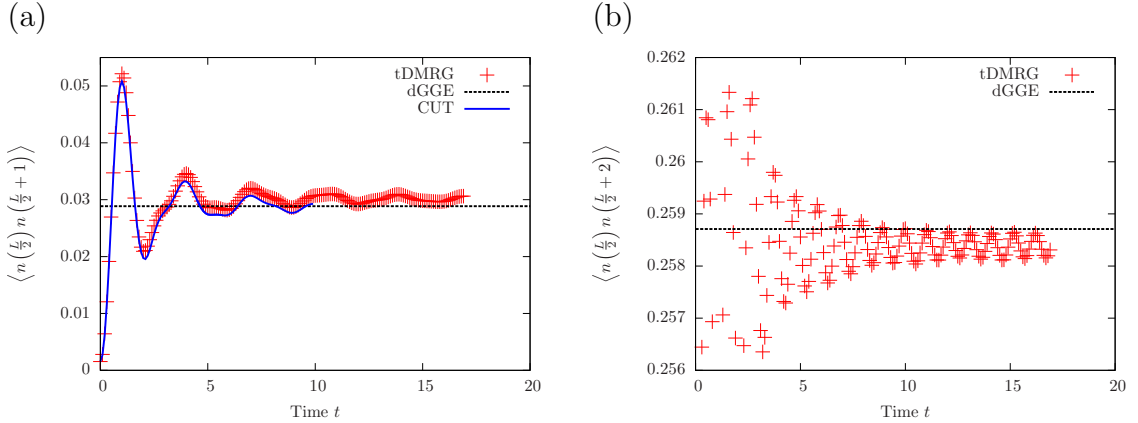 (a)
⟨ n(L/2) n(L/2 + 1) ⟩
0.05
0.04
0.03
0.02
0.01
0
tDMRG
dGGE
CUT
0 5 10 15 20
Time t
(b)
⟨ n(L/2) n(L/2 + 2) ⟩
0.262
0.261
0.26
0.259
0.258
0.257
0.256
tDMRG
dGGE
0 5 10 15 20
Time t